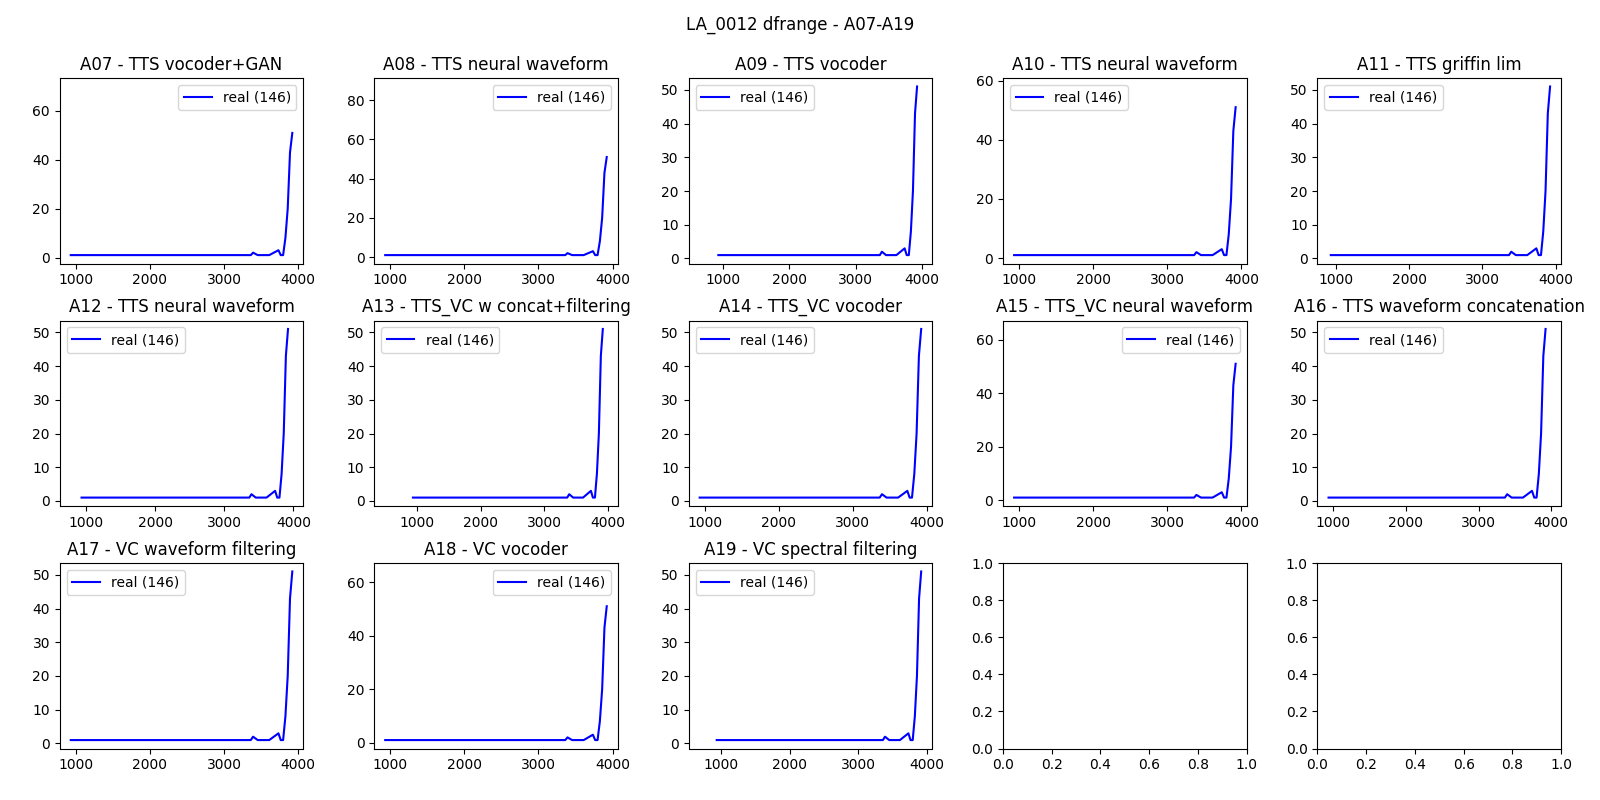 LA_0012 dfrange - A07-A19
A07 - TTS vocoder+GAN
real (146)
60
40
20
0
1000 2000 3000 4000
A08 - TTS neural waveform
real (146)
80
60
40
20
0
1000 2000 3000 4000
A09 - TTS vocoder
real (146)
50
40
30
20
10
0
1000 2000 3000 4000
A10 - TTS neural waveform
real (146)
60
40
20
0
1000 2000 3000 4000
A11 - TTS griffin lim
real (146)
50
40
30
20
10
0
1000 2000 3000 4000
A12 - TTS neural waveform
real (146)
50
40
30
20
10
0
1000 2000 3000 4000
A13 - TTS_VC w concat+filtering
real (146)
50
40
30
20
10
0
1000 2000 3000 4000
A14 - TTS_VC vocoder
real (146)
50
40
30
20
10
0
1000 2000 3000 4000
A15 - TTS_VC neural waveform
real (146)
60
40
20
0
1000 2000 3000 4000
A16 - TTS waveform concatenation
real (146)
50
40
30
20
10
0
1000 2000 3000 4000
A17 - VC waveform filtering
real (146)
50
40
30
20
10
0
1000 2000 3000 4000
A18 - VC vocoder
real (146)
60
40
20
0
1000 2000 3000 4000
A19 - VC spectral filtering
real (146)
50
40
30
20
10
0
1000 2000 3000 4000
1.0
0.8
0.6
0.4
0.2
0.0
0.0 0.2 0.4 0.6 0.8 1.0
1.0
0.8
0.6
0.4
0.2
0.0
0.0 0.2 0.4 0.6 0.8 1.0